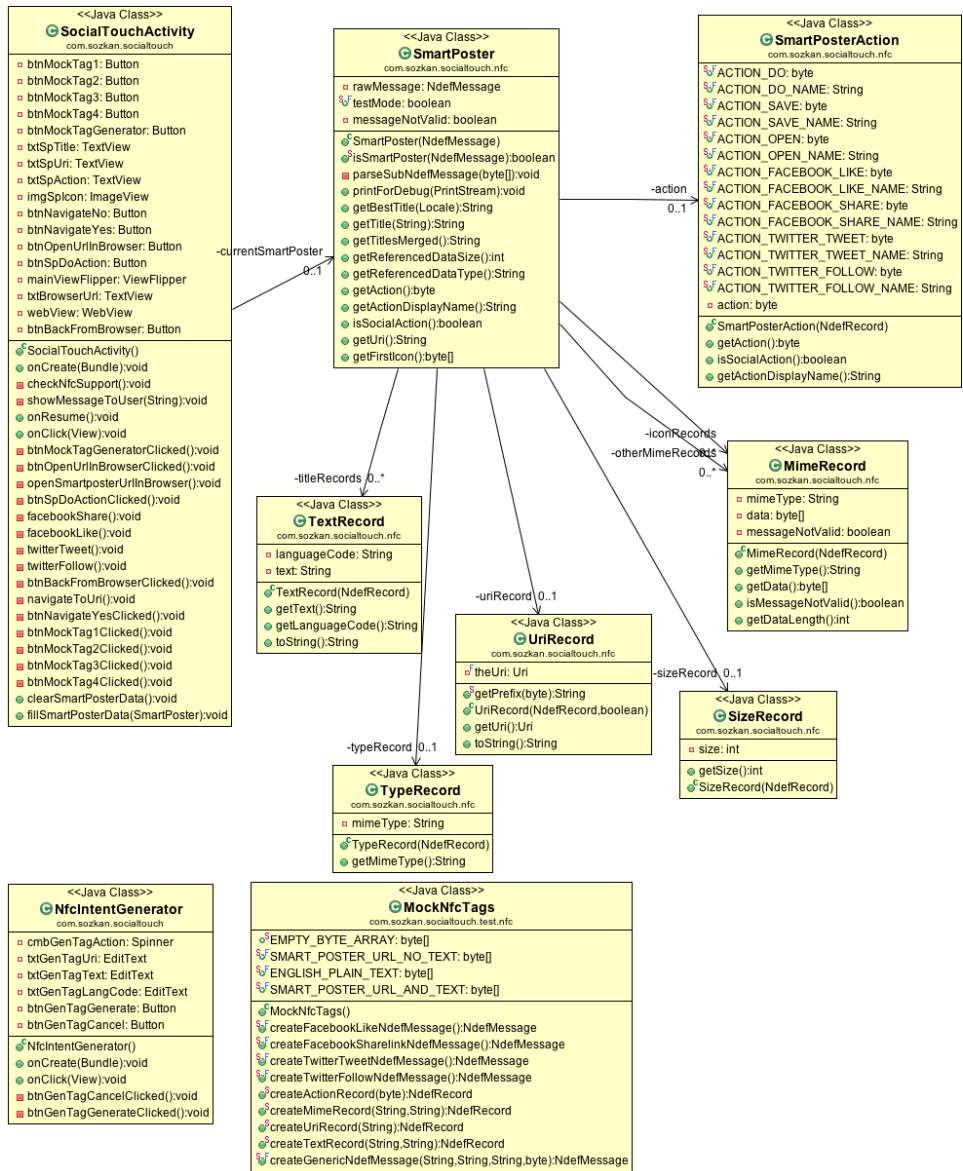 <<Java Class>>
SocialTouchActivity
com.sozkan.socialtouch
btnMockTag1: Button
btnMockTag2: Button
btnMockTag3: Button
btnMockTag4: Button
btnMockTagGenerator: Button
txtSpTitle: TextView
txtSpUri: TextView
txtSpAction: TextView
imgSpIcon: ImageView
btnNavigateNo: Button
btnNavigateYes: Button
btnOpenUrlInBrowser: Button
btnSpDoAction: Button
mainViewFlipper: ViewFlipper
txtBrowserUrl: TextView
webView: WebView
btnBackFromBrowser: Button
SocialTouchActivity()
onCreate(Bundle):void
checkNfcSupport():void
showMessageToUser(String):void
onResume():void
onClick(View):void
btnMockTagGeneratorClicked():void
btnOpenUrlInBrowserClicked():void
openSmartposterUrlInBrowser():void
btnSpDoActionClicked():void
facebookShare():void
facebookLike():void
twitterTweet():void
twitterFollow():void
btnBackFromBrowserClicked():void
navigateToUri():void
btnNavigateYesClicked():void
btnMockTag1Clicked():void
btnMockTag2Clicked():void
btnMockTag3Clicked():void
btnMockTag4Clicked():void
clearSmartPosterData():void
fillSmartPosterData(SmartPoster):void
-currentSmartPoster
0..1
<<Java Class>>
SmartPoster
com.sozkan.socialtouch.nfc
rawMessage: NdefMessage
testMode: boolean
messageNotValid: boolean
SmartPoster(NdefMessage)
isSmartPoster(NdefMessage):boolean
parseSubNdefMessage(byte[]):void
printForDebug(PrintStream):void
getBestTitle(Locale):String
getTitle(String):String
getTitlesMerged():String
getReferencedDataSize():int
getReferencedDataType():String
getAction():byte
getActionDisplayName():String
isSocialAction():boolean
getUri():String
getFirstIcon():byte[]
-action
0..1
<<Java Class>>
SmartPosterAction
com.sozkan.socialtouch.nfc
ACTION_DO: byte
ACTION_DO_NAME: String
ACTION_SAVE: byte
ACTION_SAVE_NAME: String
ACTION_OPEN: byte
ACTION_OPEN_NAME: String
ACTION_FACEBOOK_LIKE: byte
ACTION_FACEBOOK_LIKE_NAME: String
ACTION_FACEBOOK_SHARE: byte
ACTION_FACEBOOK_SHARE_NAME: String
ACTION_TWITTER_TWEET: byte
ACTION_TWITTER_TWEET_NAME: String
ACTION_TWITTER_FOLLOW: byte
ACTION_TWITTER_FOLLOW_NAME: String
action: byte
SmartPosterAction(NdefRecord)
getAction():byte
isSocialAction():boolean
getActionDisplayName():String
-iconRecords
-otherMimeRecords
0..*
<<Java Class>>
MimeRecord
com.sozkan.socialtouch.nfc
mimeType: String
data: byte[]
messageNotValid: boolean
MimeRecord(NdefRecord)
getMimeType():String
getData():byte[]
isMessageNotValid():boolean
getDataLength():int
-titleRecords 0..*
<<Java Class>>
TextRecord
com.sozkan.socialtouch.nfc
languageCode: String
text: String
TextRecord(NdefRecord)
getText():String
getLanguageCode():String
toString():String
-uriRecord 0..1
<<Java Class>>
UriRecord
com.sozkan.socialtouch.nfc
theUri: Uri
getPrefix(byte):String
UriRecord(NdefRecord,boolean)
getUri():Uri
toString():String
-sizeRecord 0..1
<<Java Class>>
SizeRecord
com.sozkan.socialtouch.nfc
size: int
getSize():int
SizeRecord(NdefRecord)
-typeRecord 0..1
<<Java Class>>
TypeRecord
com.sozkan.socialtouch.nfc
mimeType: String
TypeRecord(NdefRecord)
getMimeType():String
<<Java Class>>
NfcIntentGenerator
com.sozkan.socialtouch
cmbGenTagAction: Spinner
txtGenTagUri: EditText
txtGenTagText: EditText
txtGenTagLangCode: EditText
btnGenTagGenerate: Button
btnGenTagCancel: Button
NfcIntentGenerator()
onCreate(Bundle):void
onClick(View):void
btnGenTagCancelClicked():void
btnGenTagGenerateClicked():void
<<Java Class>>
MockNfcTags
com.sozkan.socialtouch.test.nfc
EMPTY_BYTE_ARRAY: byte[]
SMART_POSTER_URL_NO_TEXT: byte[]
ENGLISH_PLAIN_TEXT: byte[]
SMART_POSTER_URL_AND_TEXT: byte[]
MockNfcTags()
createFacebookLikeNdefMessage():NdefMessage
createFacebookSharelinkNdefMessage():NdefMessage
createTwitterTweetNdefMessage():NdefMessage
createTwitterFollowNdefMessage():NdefMessage
createActionRecord(byte):NdefRecord
createMimeRecord(String,String):NdefRecord
createUriRecord(String):NdefRecord
createTextRecord(String,String):NdefRecord
createGenericNdefMessage(String,String,String,byte):NdefMessage